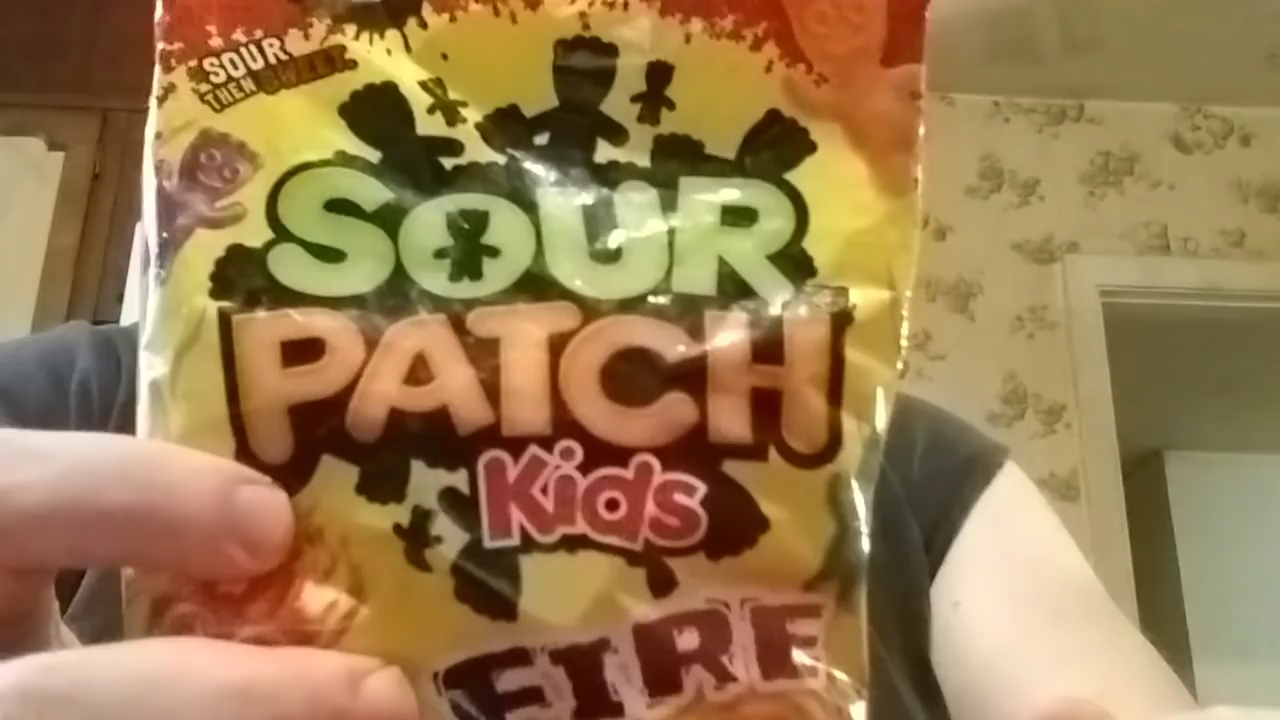 SOUR
THEN SWEET.
SOUR
PATCH
Kids
FIRE